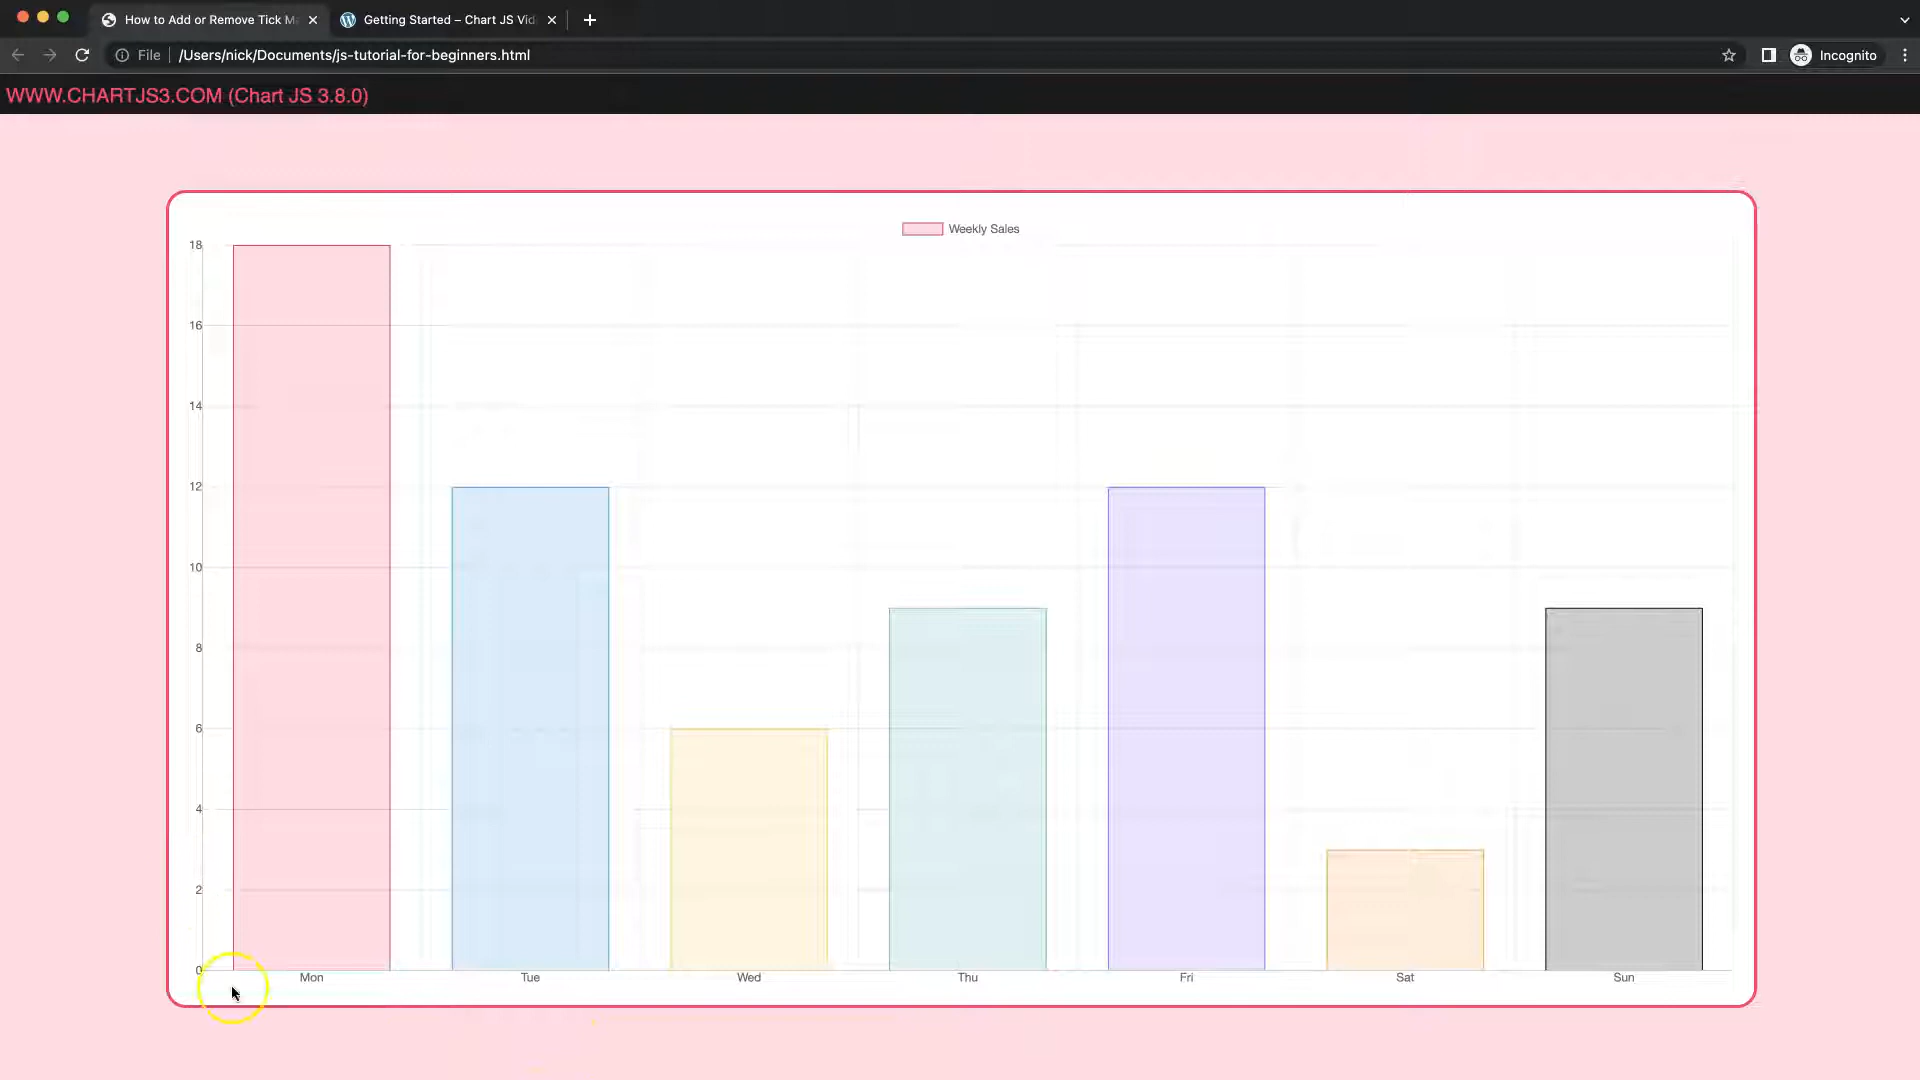 How to Add or Remove Tick Ma
Getting Started – Chart JS Vid
File
/Users/nick/Documents/js-tutorial-for-beginners.html
Incognito
WWW.CHARTJS3.COM (Chart JS 3.8.0)
Weekly Sales
18
16
14
12
10
8
6
4
2
0
Mon Tue Wed Thu Fri Sat Sun